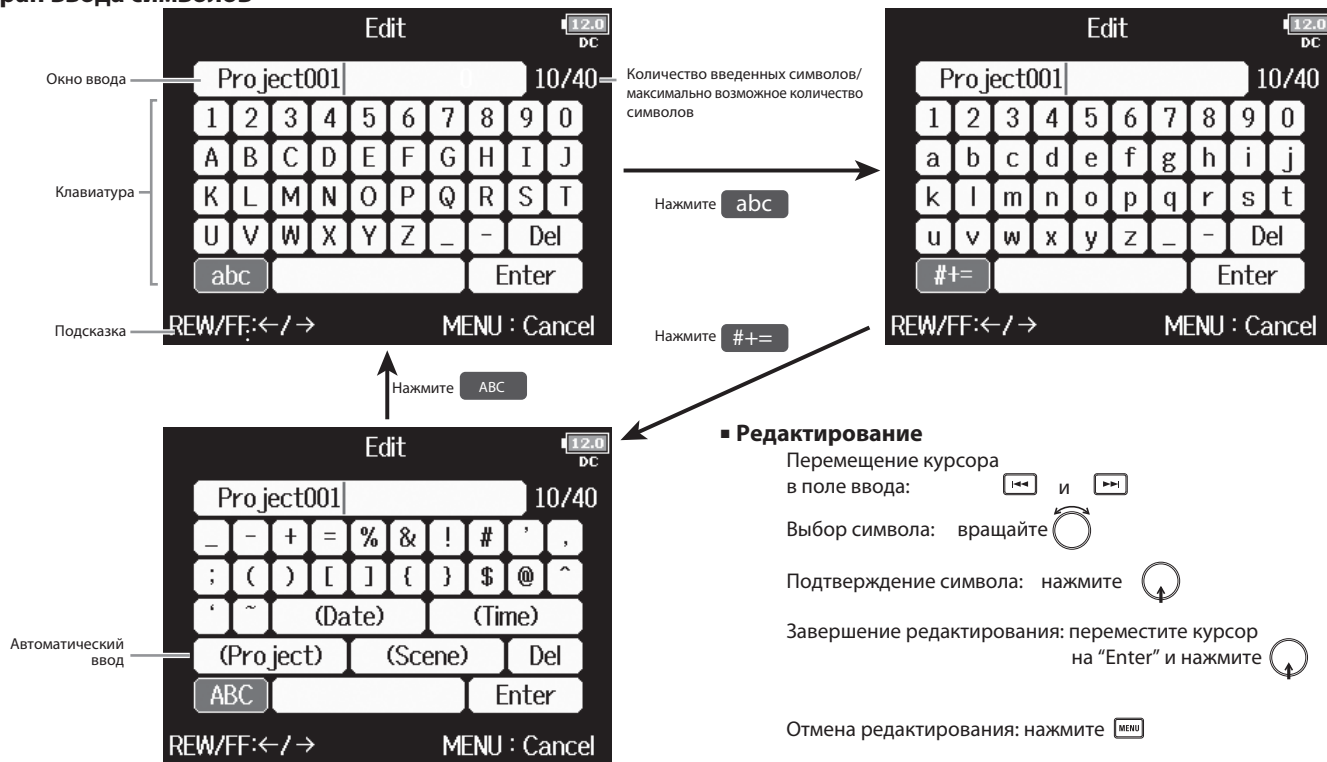 ран ввода символов
Edit
12.0
DC
Окно ввода
Project001
10/40
Количество введенных символов/
максимально возможное количество
символов
Клавиатура
1 2 3 4 5 6 7 8 9 0
A B C D E F G H I J
K L M N O P Q R S T
U V W X Y Z _ - Del
abc Enter
Подсказка
REW/FF:←/→ MENU : Cancel
Нажмите abc
Edit
12.0
DC
Project001
10/40
1 2 3 4 5 6 7 8 9 0
a b c d e f g h i j
k l m n o p q r s t
u v w x y z _ - Del
#+= Enter
REW/FF:←/→ MENU : Cancel
Нажмите #+=
Нажмите ABC
Edit
12.0
DC
Project001
10/40
_ - + = % & ! # ' ,
; ( ) [ ] { } $ @ ^
‘ ~ (Date) (Time)
Автоматический
ввод
(Project) (Scene) Del
ABC Enter
REW/FF:←/→ MENU : Cancel
■ Редактирование
Перемещение курсора
в поле ввода: и
Выбор символа: вращайте
Подтверждение символа: нажмите
Завершение редактирования: переместите курсор
на “Enter” и нажмите
Отмена редактирования: нажмите MENU